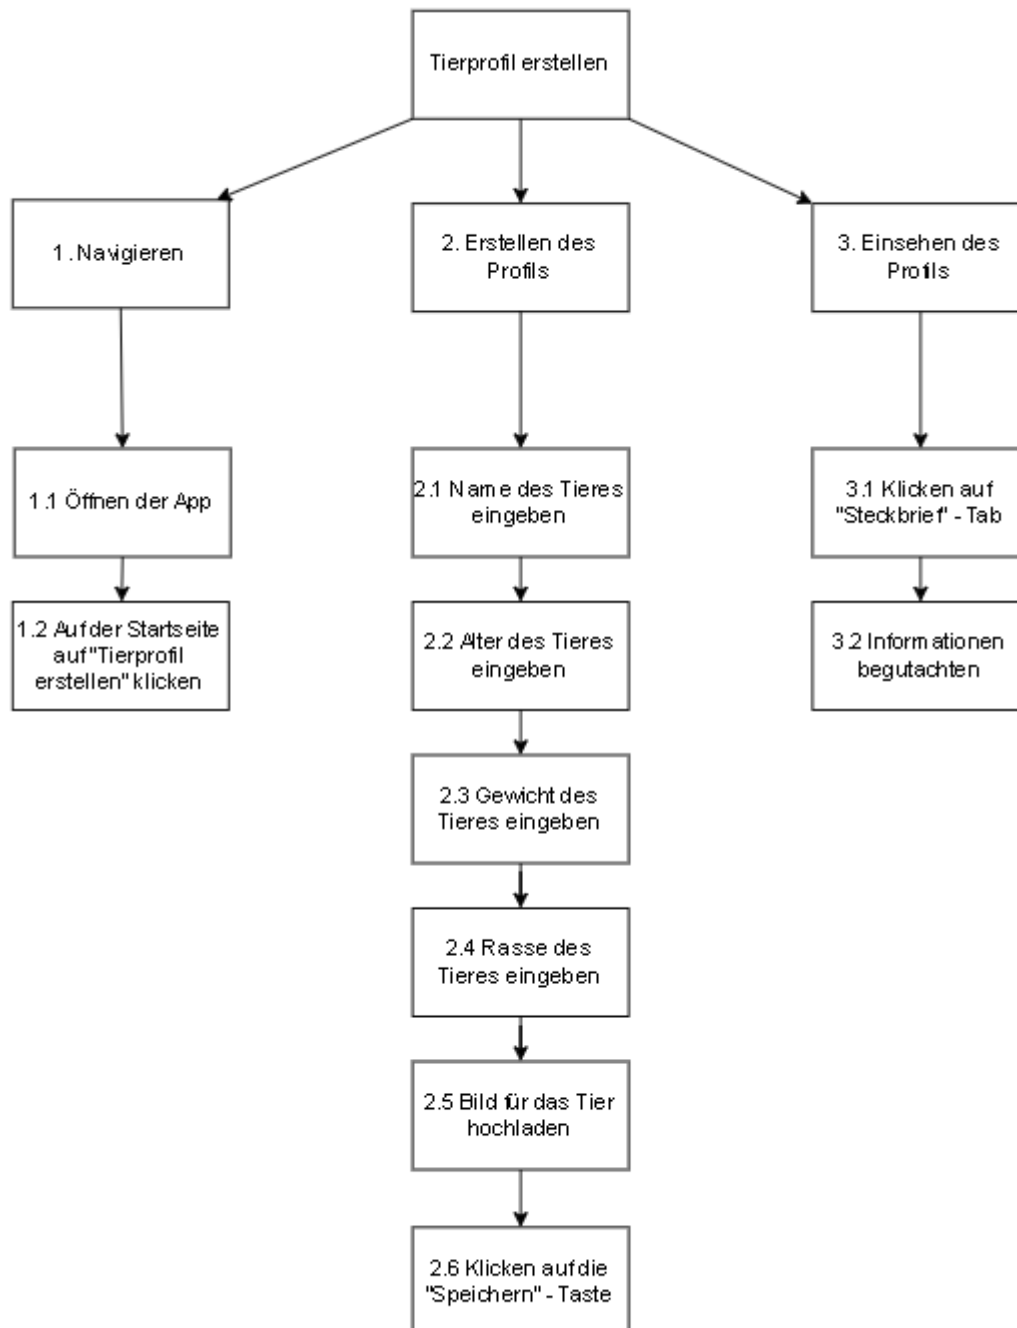 Tierprofil erstellen
1. Navigieren
2. Erstellen des
Profils
3. Einsehen des
Profils
1.1 Öffnen der App
2.1 Name des Tieres
eingeben
3.1 Klicken auf
"Steckbrief" - Tab
1.2 Auf der Startseite
auf "Tierprofil
erstellen" klicken
2.2 Alter des Tieres
eingeben
3.2 Informationen
begutachten
2.3 Gewicht des
Tieres eingeben
2.4 Rasse des
Tieres eingeben
2.5 Bild für das Tier
hochladen
2.6 Klicken auf die
"Speichern" - Taste